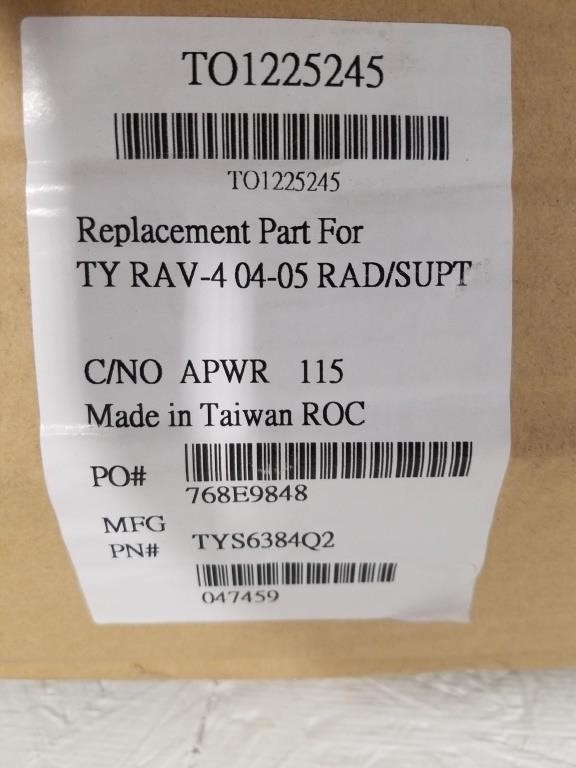 TO1225245
TO1225245
Replacement Part For
TY RAV-4 04-05 RAD/SUPT
C/NO APWR 115
Made in Taiwan ROC
PO#
768E9848
MFG
PN# TYS6384Q2
047459